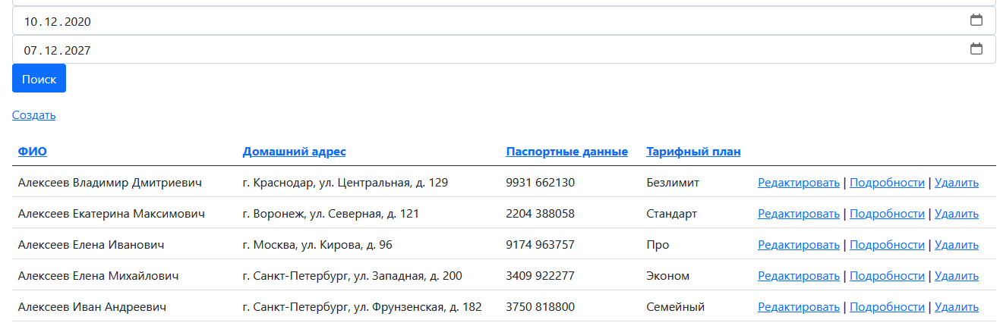 10.12.2020
07.12.2027
Поиск
Создать
ФИО Домашний адрес Паспортные данные Тарифный план
Алексеев Владимир Дмитриевич г. Краснодар, ул. Центральная, д. 129 9931 662130 Безлимит Редактировать | Подробности | Удалить
Алексеев Екатерина Максимович г. Воронеж, ул. Северная, д. 121 2204 388058 Стандарт Редактировать | Подробности | Удалить
Алексеев Елена Иванович г. Москва, ул. Кирова, д. 96 9174 963757 Про Редактировать | Подробности | Удалить
Алексеев Елена Михайлович г. Санкт-Петербург, ул. Западная, д. 200 3409 922277 Эконом Редактировать | Подробности | Удалить
Алексеев Иван Андреевич г. Санкт-Петербург, ул. Фрунзенская, д. 182 3750 818800 Семейный Редактировать | Подробности | Удалить